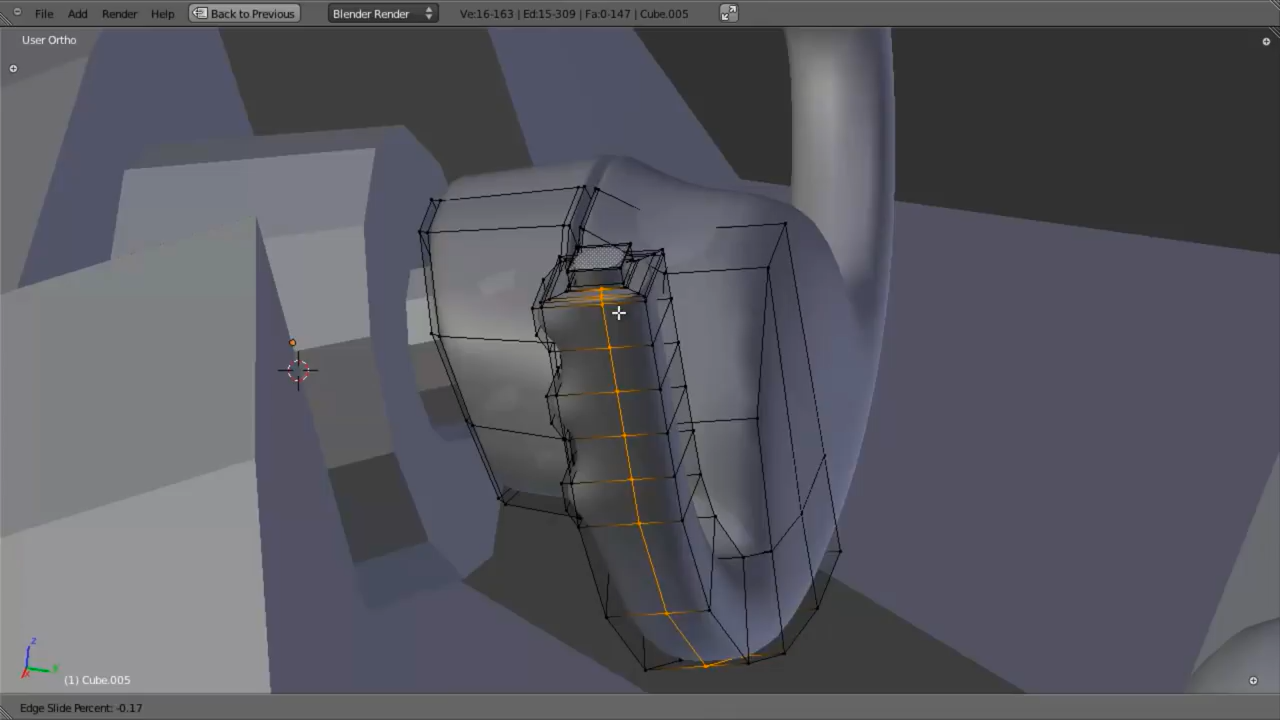 File Add Render Help Back to Previous Blender Render Ve:16-163 | Ed:15-309 | Fa:0-147 | Cube.005
User Ortho
z
(1) Cube.005
Edge Slide Percent: -0.17